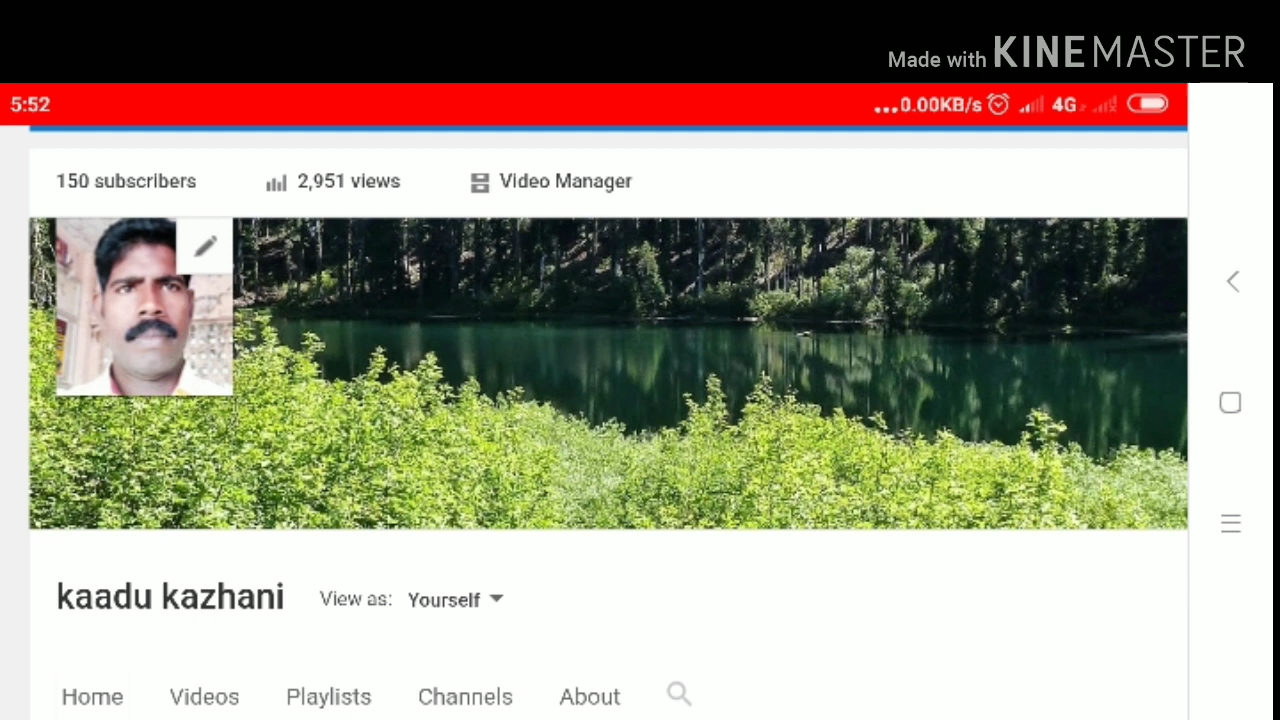 Made with KINEMASTER
5:52 ...0.00KB/s 4G
150 subscribers 2,951 views Video Manager
kaadu kazhani View as: Yourself
Home Videos Playlists Channels About